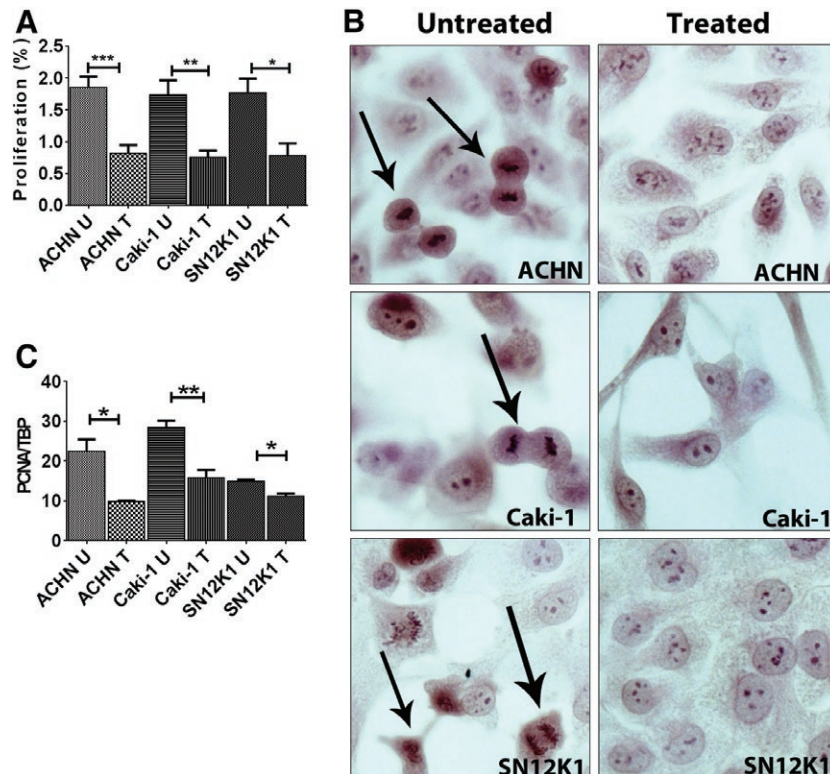 A
Proliferation (%)
2.5
2.0
1.5
1.0
0.5
0.0
***
**
*
ACHN U
ACHN T
Caki-1 U
Caki-1 T
SN12K1 U
SN12K1 T
B
Untreated
Treated
ACHN
ACHN
Caki-1
Caki-1
SN12K1
SN12K1
C
PCNA/TBP
40
30
20
10
0
*
**
*
ACHN U
ACHN T
Caki-1 U
Caki-1 T
SN12K1 U
SN12K1 T